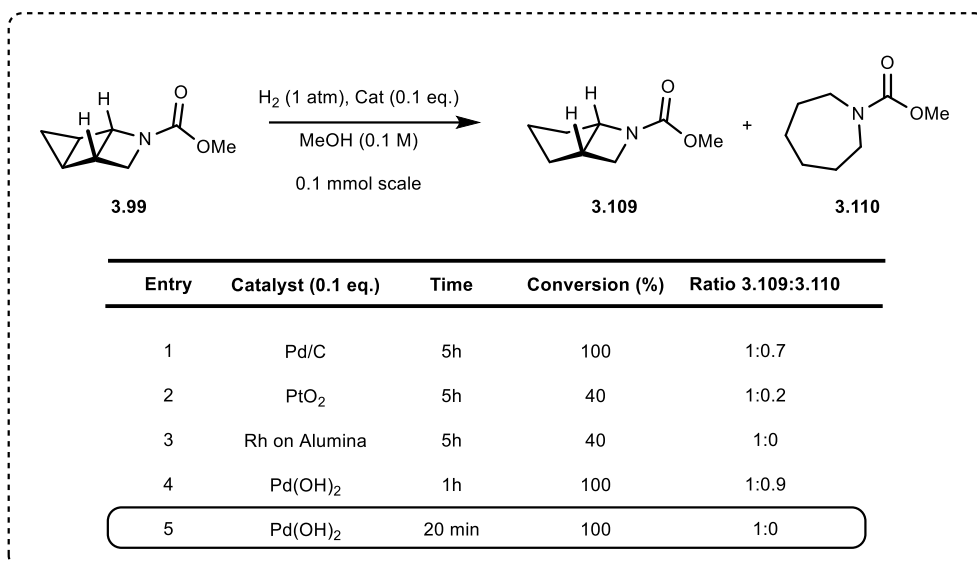 H₂ (1 atm), Cat (0.1 eq.)
MeOH (0.1 M)
0.1 mmol scale
H
H
N
O
OMe
3.99
H
H
N
O
OMe
3.109
+
N
O
OMe
3.110
Entry Catalyst (0.1 eq.) Time Conversion (%) Ratio 3.109:3.110
1 Pd/C 5h 100 1:0.7
2 PtO₂ 5h 40 1:0.2
3 Rh on Alumina 5h 40 1:0
4 Pd(OH)₂ 1h 100 1:0.9
5 Pd(OH)₂ 20 min 100 1:0